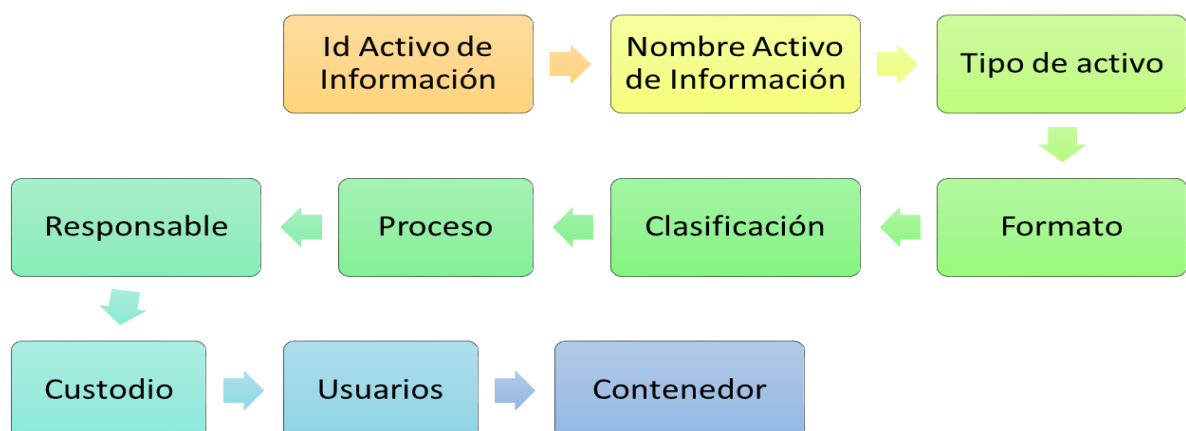 Id Activo de
Información
Nombre Activo
de Información
Tipo de activo
Formato
Clasificación
Proceso
Responsable
Custodio
Usuarios
Contenedor